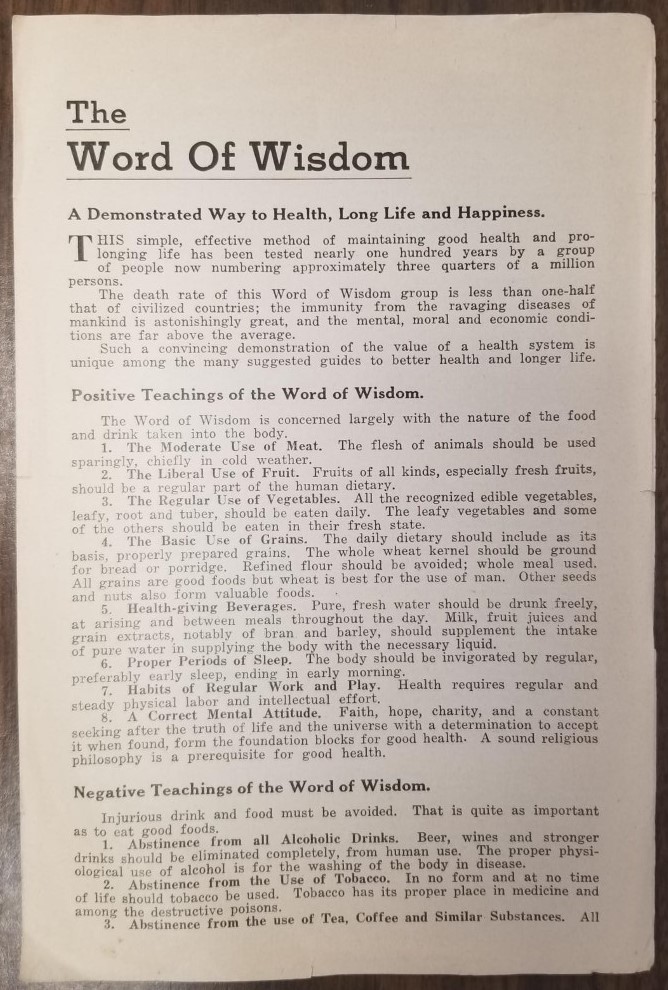 The
Word Of Wisdom
A Demonstrated Way to Health, Long Life and Happiness.
THIS simple, effective method of maintaining good health and pro-
longing life has been tested nearly one hundred years by a group
of people now numbering approximately three quarters of a million
persons.
The death rate of this Word of Wisdom group is less than one-half
that of civilized countries; the immunity from the ravaging diseases of
mankind is astonishingly great, and the mental, moral and economic condi-
tions are far above the average.
Such a convincing demonstration of the value of a health system is
unique among the many suggested guides to better health and longer life.
Positive Teachings of the Word of Wisdom.
The Word of Wisdom is concerned largely with the nature of the food
and drink taken into the body.
1. The Moderate Use of Meat. The flesh of animals should be used
sparingly, chiefly in cold weather.
2. The Liberal Use of Fruit. Fruits of all kinds, especially fresh fruits,
should be a regular part of the human dietary.
3. The Regular Use of Vegetables. All the recognized edible vegetables,
leafy, root and tuber, should be eaten daily. The leafy vegetables and some
of the others should be eaten in their fresh state.
4. The Basic Use of Grains. The daily dietary should include as its
basis, properly prepared grains. The whole wheat kernel should be ground
for bread or porridge. Refined flour should be avoided; whole meal used.
All grains are good foods but wheat is best for the use of man. Other seeds
and nuts also form valuable foods.
5. Health-giving Beverages. Pure, fresh water should be drunk freely,
at arising and between meals throughout the day. Milk, fruit juices and
grain extracts, notably of bran and barley, should supplement the intake
of pure water in supplying the body with the necessary liquid.
6. Proper Periods of Sleep. The body should be invigorated by regular,
preferably early sleep, ending in early morning.
7. Habits of Regular Work and Play. Health requires regular and
steady physical labor and intellectual effort.
8. A Correct Mental Attitude. Faith, hope, charity, and a constant
seeking after the truth of life and the universe with a determination to accept
it when found, form the foundation blocks for good health. A sound religious
philosophy is a prerequisite for good health.
Negative Teachings of the Word of Wisdom.
Injurious drink and food must be avoided. That is quite as important
as to eat good foods.
1. Abstinence from all Alcoholic Drinks. Beer, wines and stronger
drinks should be eliminated completely, from human use. The proper physi-
ological use of alcohol is for the washing of the body in disease.
2. Abstinence from the Use of Tobacco. In no form and at no time
of life should tobacco be used. Tobacco has its proper place in medicine and
among the destructive poisons.
3. Abstinence from the use of Tea, Coffee and Similar Substances. All